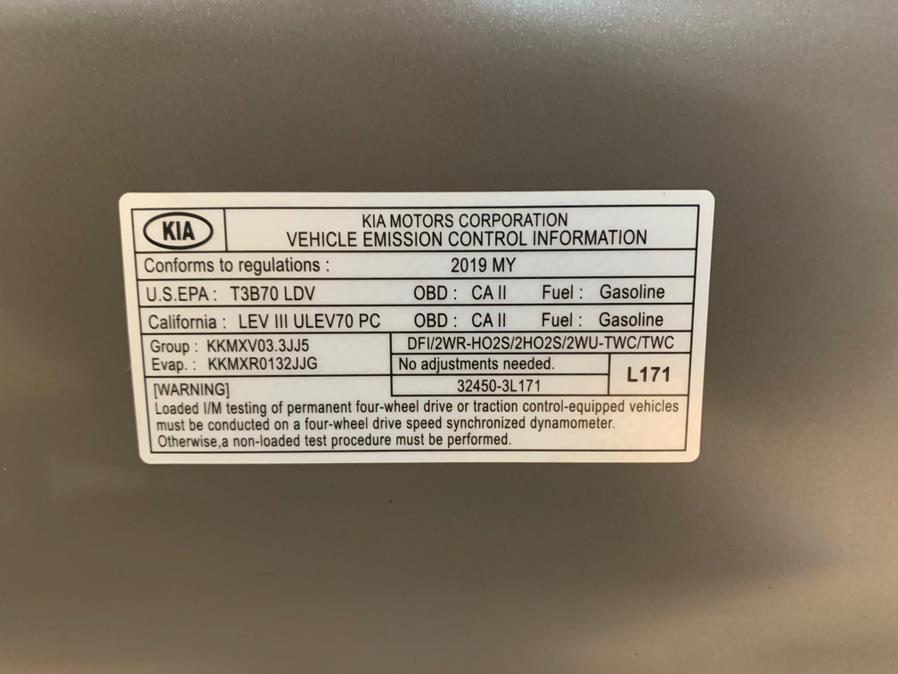 KIA
KIA MOTORS CORPORATION
VEHICLE EMISSION CONTROL INFORMATION
Conforms to regulations : 2019 MY
U.S.EPA : T3B70 LDV OBD : CA II Fuel : Gasoline
California : LEV III ULEV70 PC OBD : CA II Fuel : Gasoline
Group : KKMXV03.3JJ5
Evap. : KKMXR0132JJG
DFI/2WR-HO2S/2HO2S/2WU-TWC/TWC
No adjustments needed.
32450-3L171
L171
[WARNING]
Loaded I/M testing of permanent four-wheel drive or traction control-equipped vehicles
must be conducted on a four-wheel drive speed synchronized dynamometer.
Otherwise,a non-loaded test procedure must be performed.